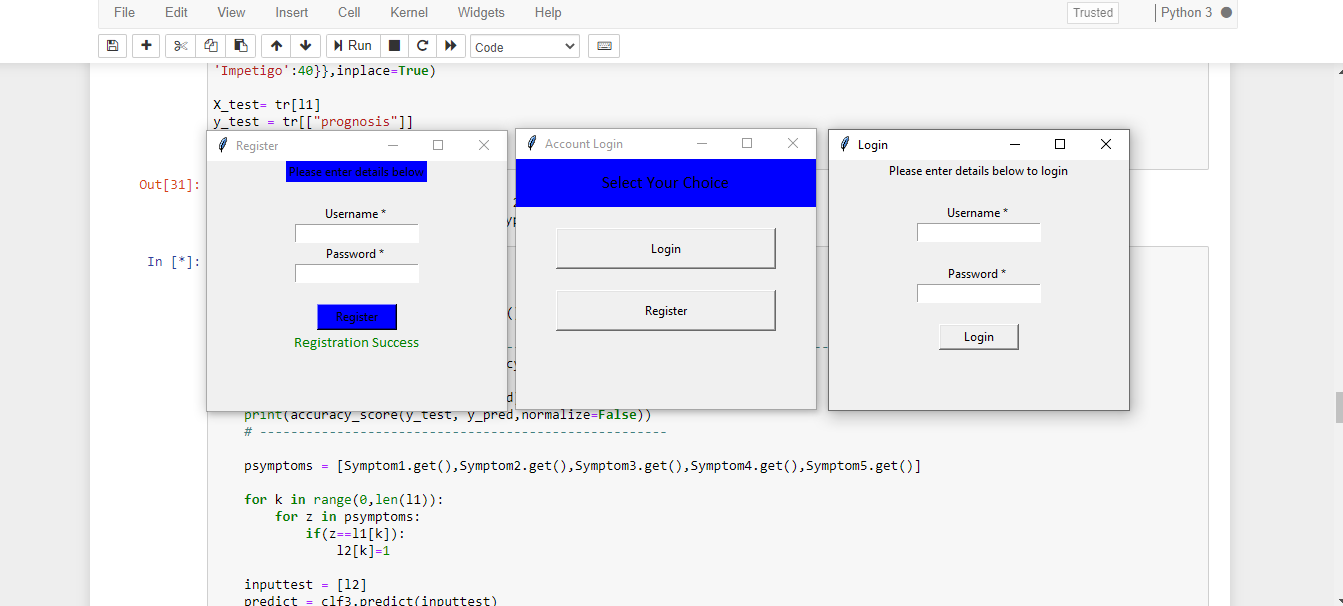 File Edit View Insert Cell Kernel Widgets Help Trusted Python 3
Run Code
'Impetigo':40}},inplace=True)
X_test= tr[l1]
y_test = tr[["prognosis"]]
Register
Please enter details below
Username *
Password *
Register
Registration Success
Account Login
Select Your Choice
Login
Register
Login
Please enter details below to login
Username *
Password *
Login
Out[31]:
In [*]:
print(accuracy_score(y_test, y_pred,normalize=False))
# -----------------------------------------------------
psymptoms = [Symptom1.get(),Symptom2.get(),Symptom3.get(),Symptom4.get(),Symptom5.get()]
for k in range(0,len(l1)):
for z in psymptoms:
if(z==l1[k]):
l2[k]=1
inputtest = [l2]
predict = clf3.predict(inputtest)